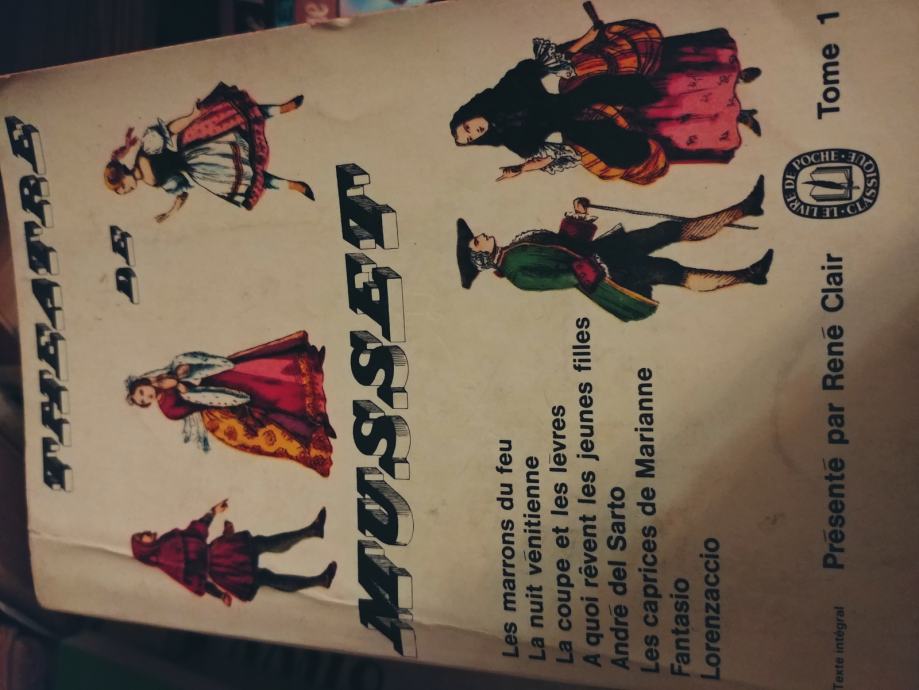 THEATRE
DE
MUSSET
Les marrons du feu
La nuit vénitienne
La coupe et les levres
A quoi rêvent les jeunes filles
André del Sarto
Les caprices de Marianne
Fantasio
Lorenzaccio
LE LIVRE DE POCHE · CLASSIQUE ·
Texte intégral
Présenté par René Clair
Tome 1